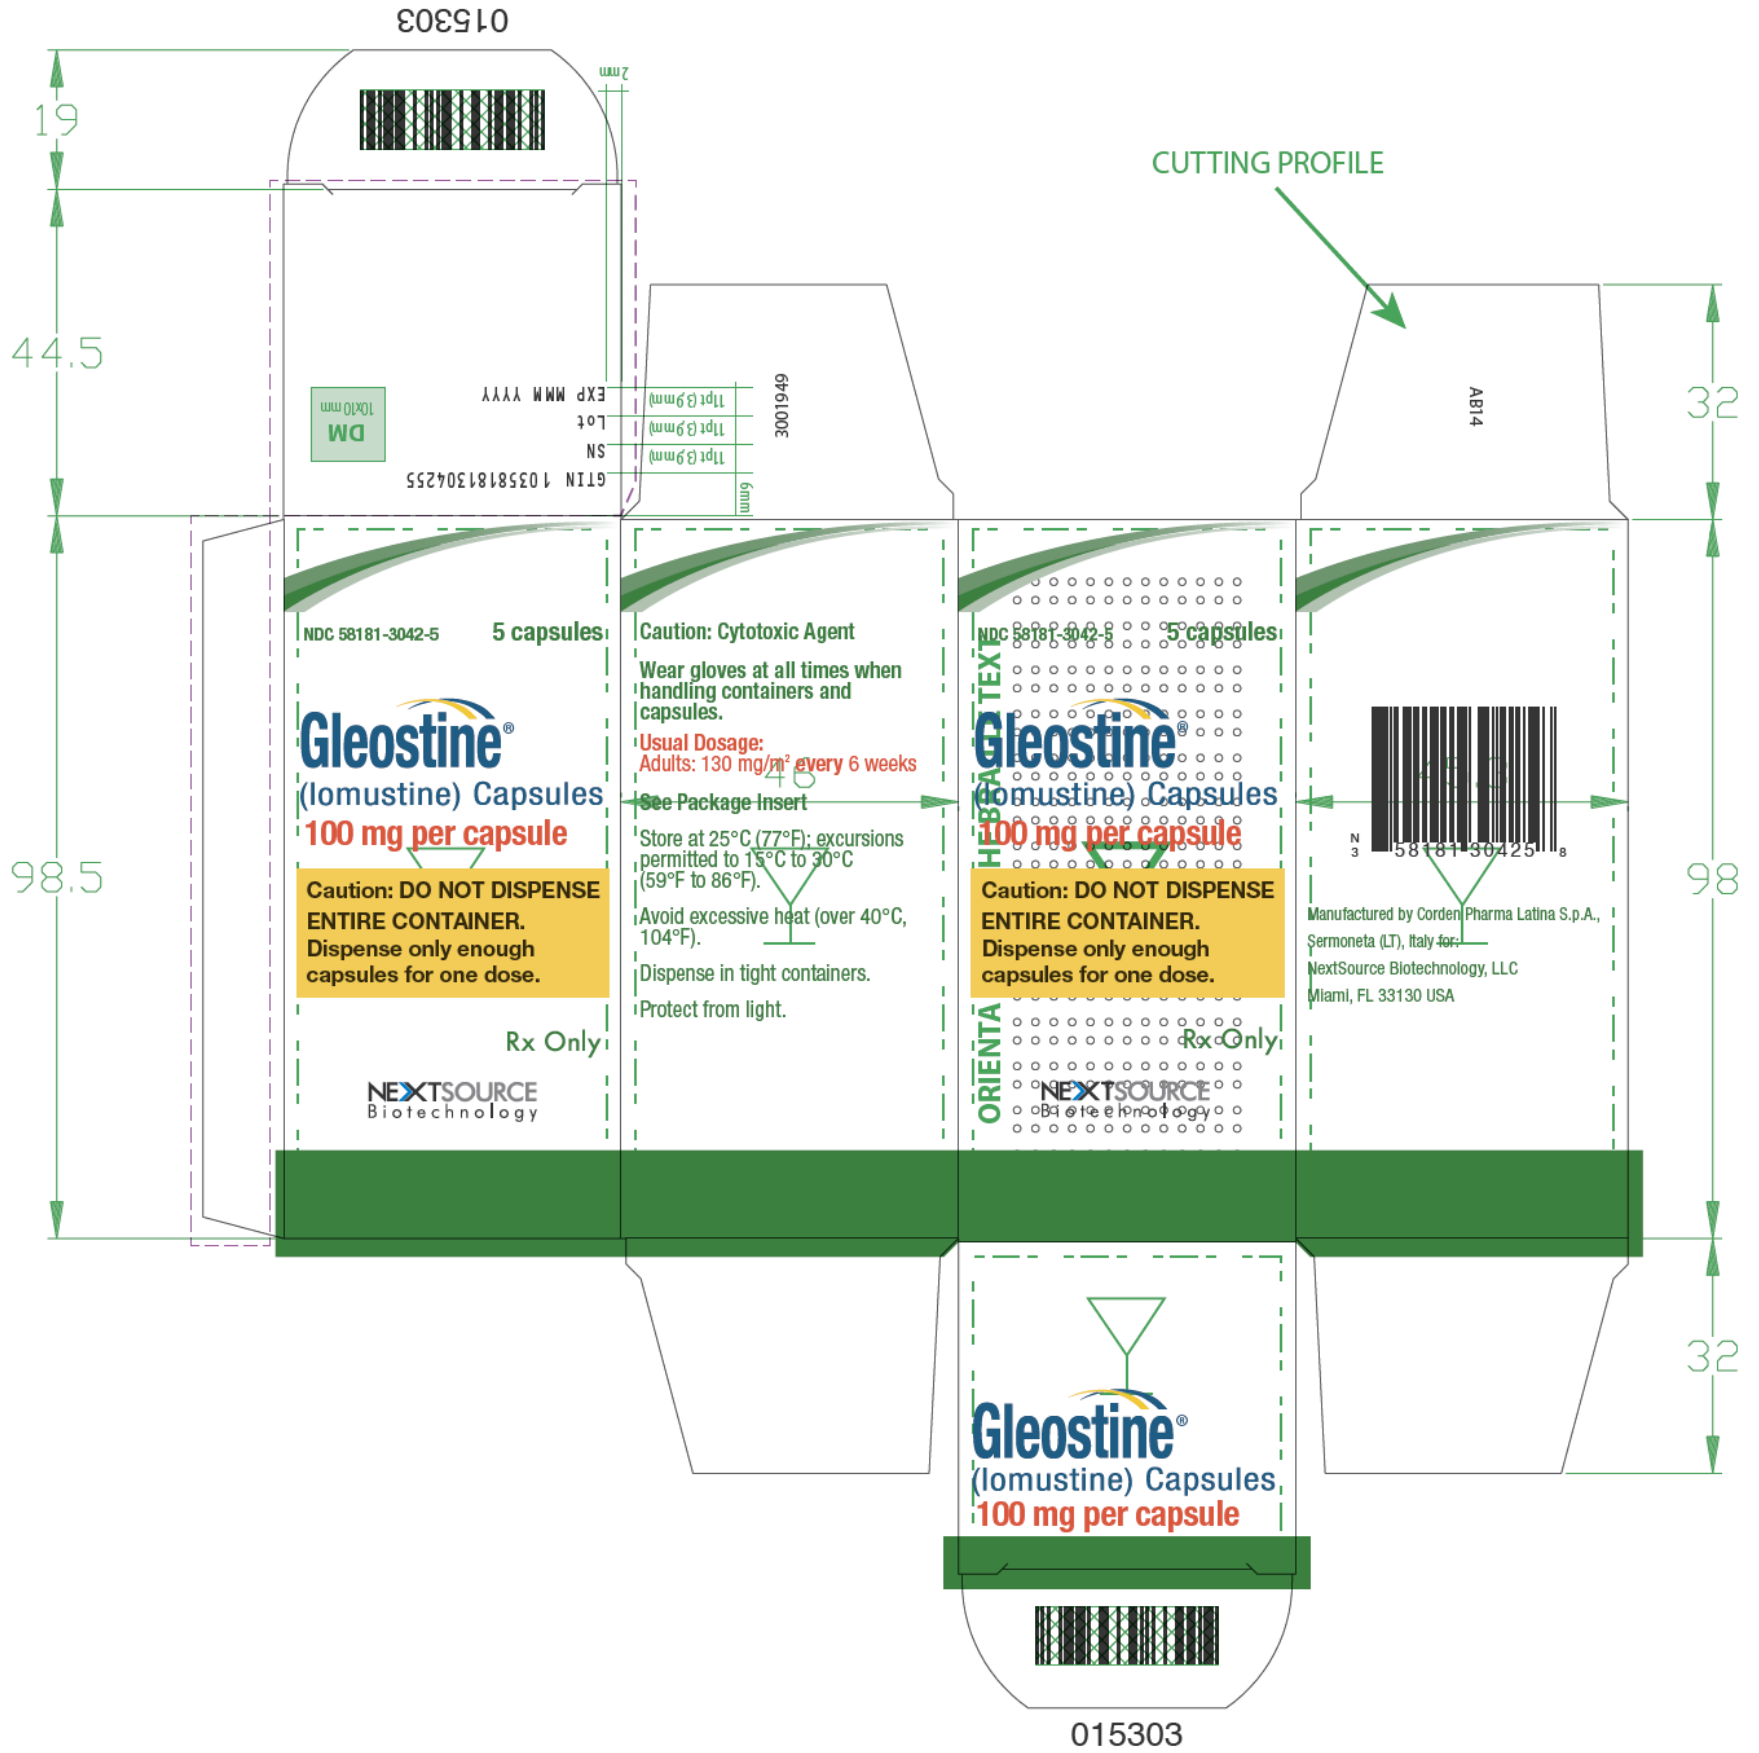 015303
19
2mm
CUTTING PROFILE
44.5
32
EXP MMM YYYY
Lot
SN
GTIN 10358181304255
10x10 mm
DM
11pt (3,9mm)
11pt (3,9mm)
11pt (3,9mm)
6mm
3001949
AB14
32
98.5
NDC 58181-3042-5 5 capsules
Gleostine®
(lomustine) Capsules
100 mg per capsule
Caution: DO NOT DISPENSE
ENTIRE CONTAINER.
Dispense only enough
capsules for one dose.
Rx Only
NEXTSOURCE
Biotechnology
Caution: Cytotoxic Agent
Wear gloves at all times when
handling containers and
capsules.
Usual Dosage:
Adults: 130 mg/m² every 6 weeks
See Package Insert
Store at 25°C (77°F); excursions
permitted to 15°C to 30°C
(59°F to 86°F).
Avoid excessive heat (over 40°C,
104°F).
Dispense in tight containers.
Protect from light.
NDC 58181-3042-5 5 capsules
Gleostine®
(lomustine) Capsules
100 mg per capsule
Caution: DO NOT DISPENSE
ENTIRE CONTAINER.
Dispense only enough
capsules for one dose.
Rx Only
NEXTSOURCE
Biotechnology
N
3 58181 30425 8
Manufactured by Corden Pharma Latina S.p.A.,
Sermoneta (LT), Italy for:
NextSource Biotechnology, LLC
Miami, FL 33130 USA
98
32
Gleostine®
(lomustine) Capsules
100 mg per capsule
015303